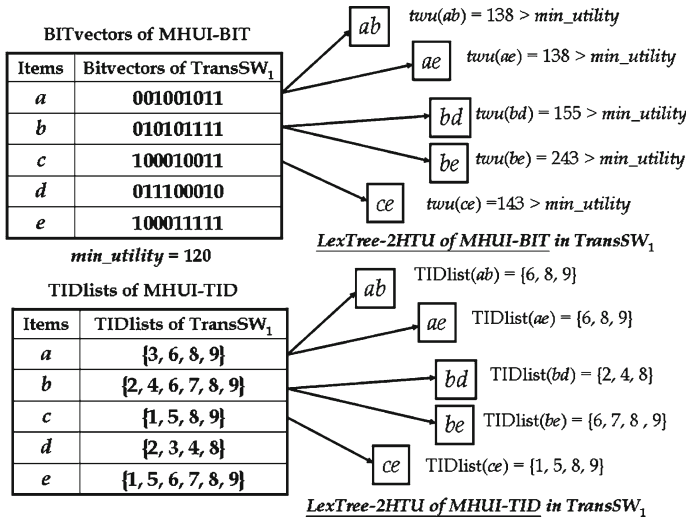 BITvectors of MHUI-BIT
Items Bitvectors of TransSW1
a 001001011
b 010101111
c 100010011
d 011100010
e 100011111
min_utility = 120
ab twu(ab) = 138 > min_utility
ae twu(ae) = 138 > min_utility
bd twu(bd) = 155 > min_utility
be twu(be) = 243 > min_utility
ce twu(ce) =143 > min_utility
LexTree-2HTU of MHUI-BIT in TransSW1
TIDlists of MHUI-TID
Items TIDlists of TransSW1
a {3, 6, 8, 9}
b {2, 4, 6, 7, 8, 9}
c {1, 5, 8, 9}
d {2, 3, 4, 8}
e {1, 5, 6, 7, 8, 9}
ab TIDlist(ab) = {6, 8, 9}
ae TIDlist(ae) = {6, 8, 9}
bd TIDlist(bd) = {2, 4, 8}
be TIDlist(be) = {6, 7, 8 , 9}
ce TIDlist(ce) = {1, 5, 8, 9}
LexTree-2HTU of MHUI-TID in TransSW1